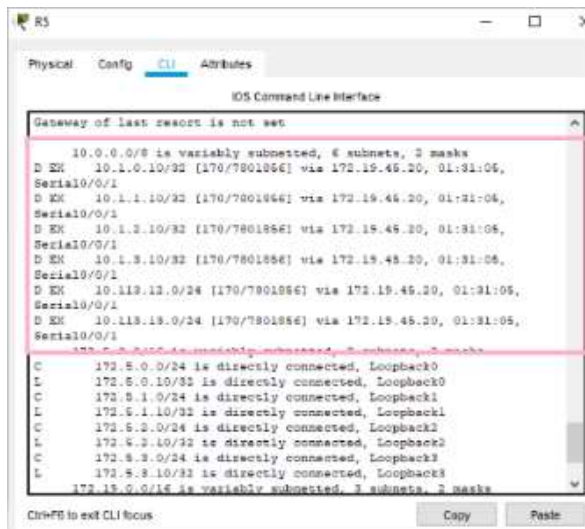 R5
Physical Config CLI Attributes
IOS Command Line Interface
Gateway of last resort is not set
10.0.0.0/8 is variably subnetted, 6 subnets, 2 masks
D EX 10.1.0.10/32 [170/7801856] via 172.19.45.20, 01:31:05,
Serial0/0/1
D EX 10.1.1.10/32 [170/7801856] via 172.19.45.20, 01:31:05,
Serial0/0/1
D EX 10.1.2.10/32 [170/7801856] via 172.19.45.20, 01:31:05,
Serial0/0/1
D EX 10.1.3.10/32 [170/7801856] via 172.19.45.20, 01:31:05,
Serial0/0/1
D EX 10.113.12.0/24 [170/7801856] via 172.19.45.20, 01:31:05,
Serial0/0/1
D EX 10.113.13.0/24 [170/7801856] via 172.19.45.20, 01:31:05,
Serial0/0/1
is variably subnetted, subnets, 2 masks
C 172.5.0.0/24 is directly connected, Loopback0
L 172.5.0.10/32 is directly connected, Loopback0
C 172.5.1.0/24 is directly connected, Loopback1
L 172.5.1.10/32 is directly connected, Loopback1
C 172.5.2.0/24 is directly connected, Loopback2
L 172.5.2.10/32 is directly connected, Loopback2
C 172.5.3.0/24 is directly connected, Loopback3
L 172.5.3.10/32 is directly connected, Loopback3
172.19.0.0/16 is variably subnetted, 3 subnets, 2 masks
Ctrl+F6 to exit CLI focus
Copy Paste